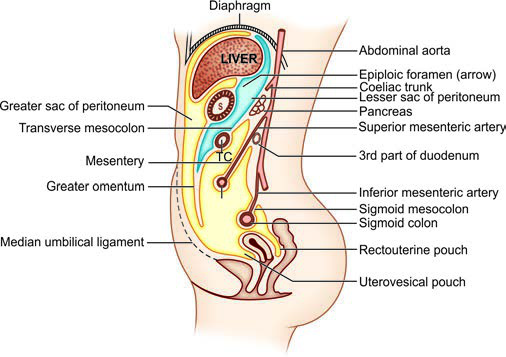 Diaphragm
LIVER
S
TC
I
Greater sac of peritoneum
Transverse mesocolon
Mesentery
Greater omentum
Median umbilical ligament
Abdominal aorta
Epiploic foramen (arrow)
Coeliac trunk
Lesser sac of peritoneum
Pancreas
Superior mesenteric artery
3rd part of duodenum
Inferior mesenteric artery
Sigmoid mesocolon
Sigmoid colon
Rectouterine pouch
Uterovesical pouch